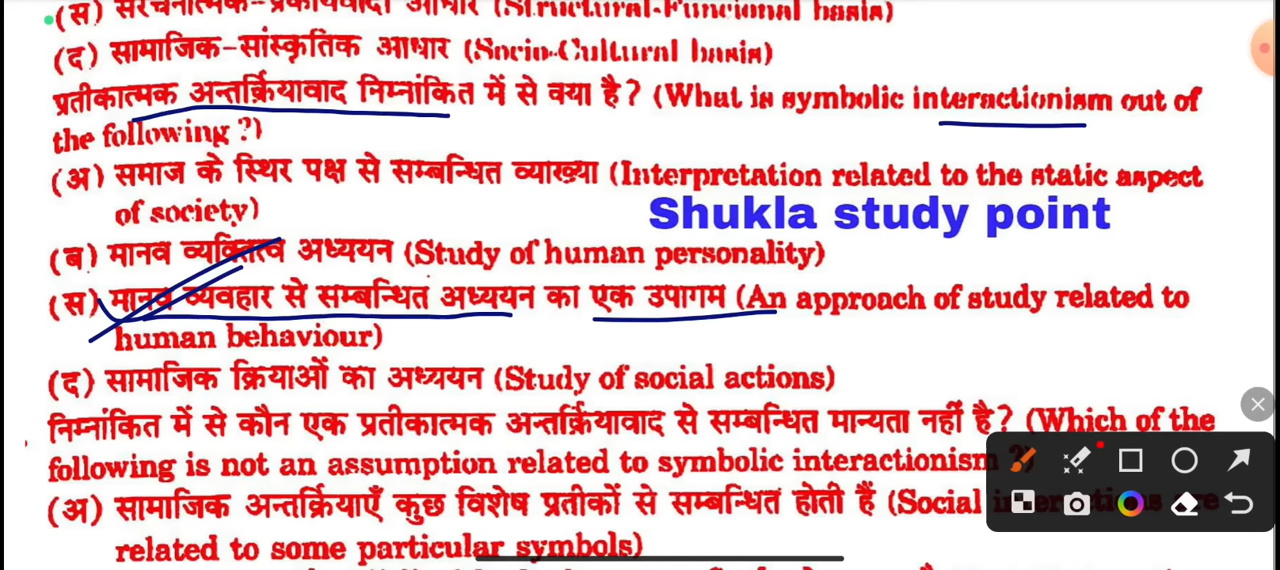 (स) संरचनात्मक-प्रकार्यवादी आधार (Structural-Funcional basis)
(द) सामाजिक-सांस्कृतिक आधार (Socio-Cultural basis)
प्रतीकात्मक अन्तर्क्रियावाद निम्नांकित में से क्या है? (What is symbolic interactionism out of
the following ?)
(अ) समाज के स्थिर पक्ष से सम्बन्धित व्याख्या (Interpretation related to the static aspect
of society)
Shukla study point
(ब) मानव व्यक्तित्व अध्ययन (Study of human personality)
(स) मानव व्यवहार से सम्बन्धित अध्ययन का एक उपागम (An approach of study related to
human behaviour)
(द) सामाजिक क्रियाओं का अध्ययन (Study of social actions)
निम्नांकित में से कौन एक प्रतीकात्मक अन्तर्क्रियावाद से सम्बन्धित मान्यता नहीं है? (Which of the
following is not an assumption related to symbolic interactionism ?)
(अ) सामाजिक अन्तर्क्रियाएँ कुछ विशेष प्रतीकों से सम्बन्धित होती हैं (Social interactions are
related to some particular symbols)